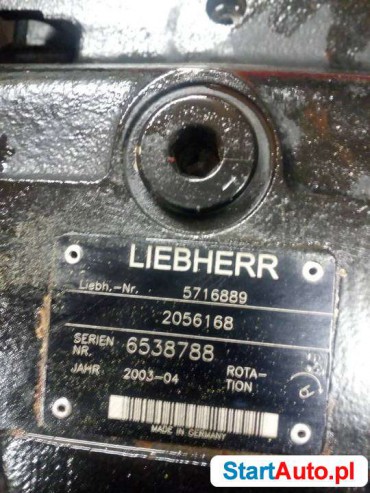 LIEBHERR
Liebh.-Nr. 5716889
2056168
SERIEN NR. 6538788
JAHR 2003-04 ROTA-TION R
MADE IN GERMANY
StartAuto.pl